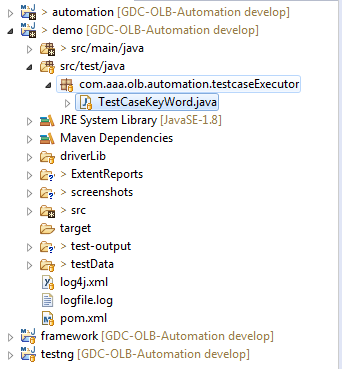 > automation [GDC-OLB-Automation develop]
> demo [GDC-OLB-Automation develop]
> src/main/java
> src/test/java
> com.aaa.olb.automation.testcaseExecutor
> TestCaseKeyWord.java
JRE System Library [JavaSE-1.8]
Maven Dependencies
driverLib
> ExtentReports
> screenshots
> src
target
> test-output
> testData
log4j.xml
logfile.log
pom.xml
framework [GDC-OLB-Automation develop]
testng [GDC-OLB-Automation develop]